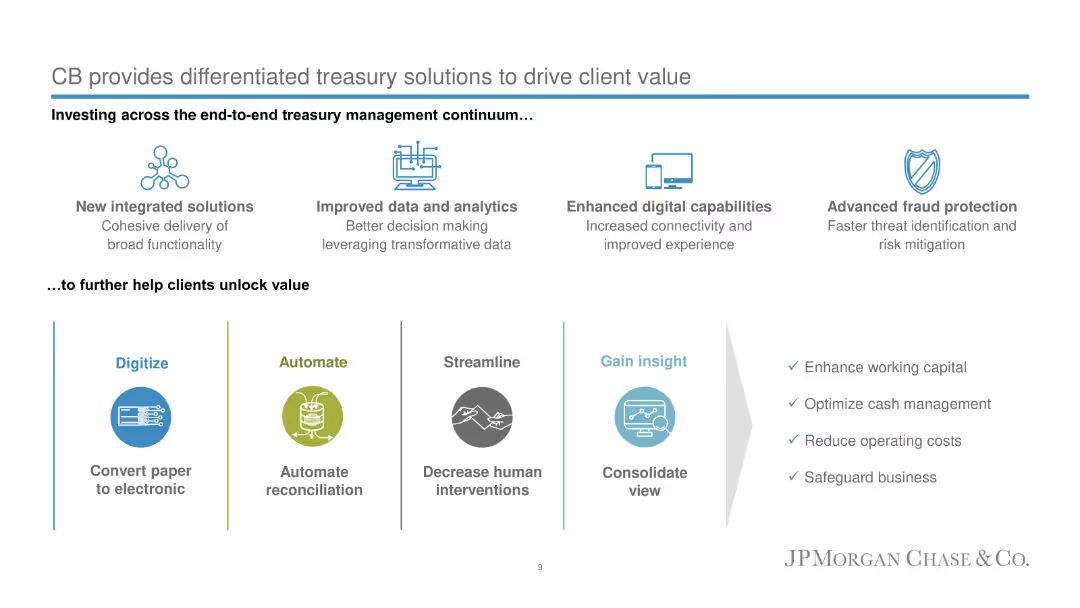 CB provides differentiated treasury solutions to drive client value
Investing across the end-to-end treasury management continuum…
New integrated solutions
Cohesive delivery of
broad functionality
Improved data and analytics
Better decision making
leveraging transformative data
Enhanced digital capabilities
Increased connectivity and
improved experience
Advanced fraud protection
Faster threat identification and
risk mitigation
…to further help clients unlock value
Digitize
Convert paper
to electronic
Automate
Automate
reconciliation
Streamline
Decrease human
interventions
Gain insight
Consolidate
view
✓ Enhance working capital
✓ Optimize cash management
✓ Reduce operating costs
✓ Safeguard business
9
JPMORGAN CHASE & CO.